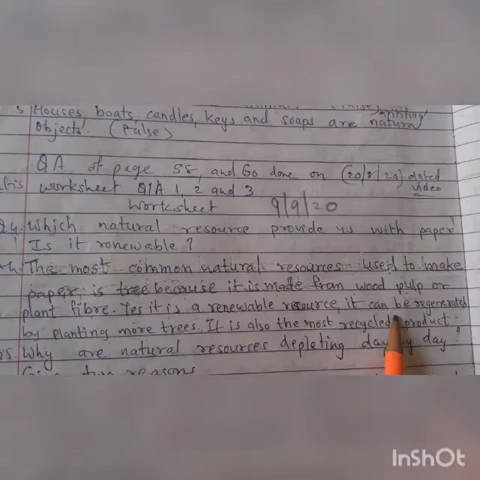 Houses, boats, candles, keys and soaps are natural
objects. (False)
QA of page 58, and 60 done on (20/8/20) dated
video
worksheet Q/A 1, 2 and 3
Worksheet 9/9/20
Q4. Which natural resource provide us with paper?
Is it renewable?
The most common natural resources used to make
paper is tree because it is made from wood pulp or
plant fibre. Yes it is a renewable resource, it can be regenerated
by planting more trees. It is also the most recycled product.
Why are natural resources depleting day by day?
reasons
InShOt